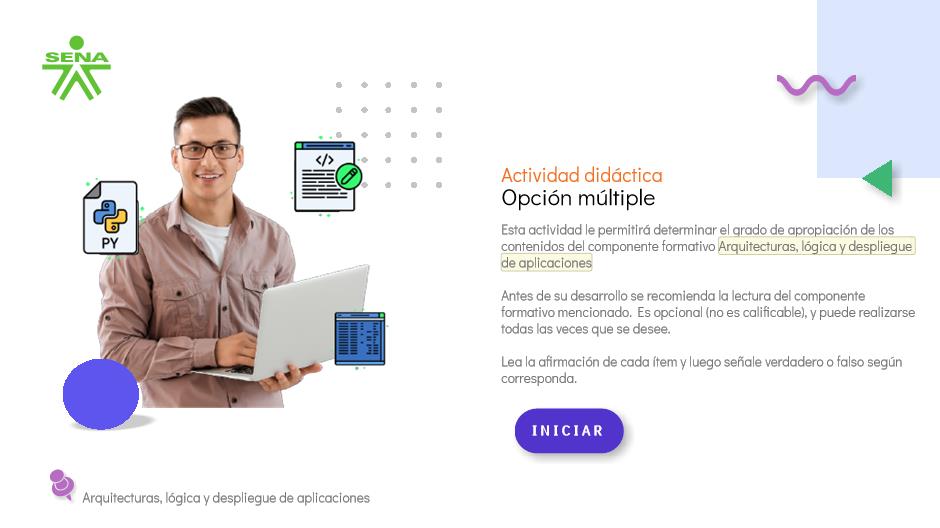 SENA
</>
PY
Actividad didáctica
Opción múltiple
Esta actividad le permitirá determinar el grado de apropiación de los
contenidos del componente formativo Arquitecturas, lógica y despliegue
de aplicaciones
Antes de su desarrollo se recomienda la lectura del componente
formativo mencionado. Es opcional (no es calificable), y puede realizarse
todas las veces que se desee.
Lea la afirmación de cada ítem y luego señale verdadero o falso según
corresponda.
INICIAR
Arquitecturas, lógica y despliegue de aplicaciones